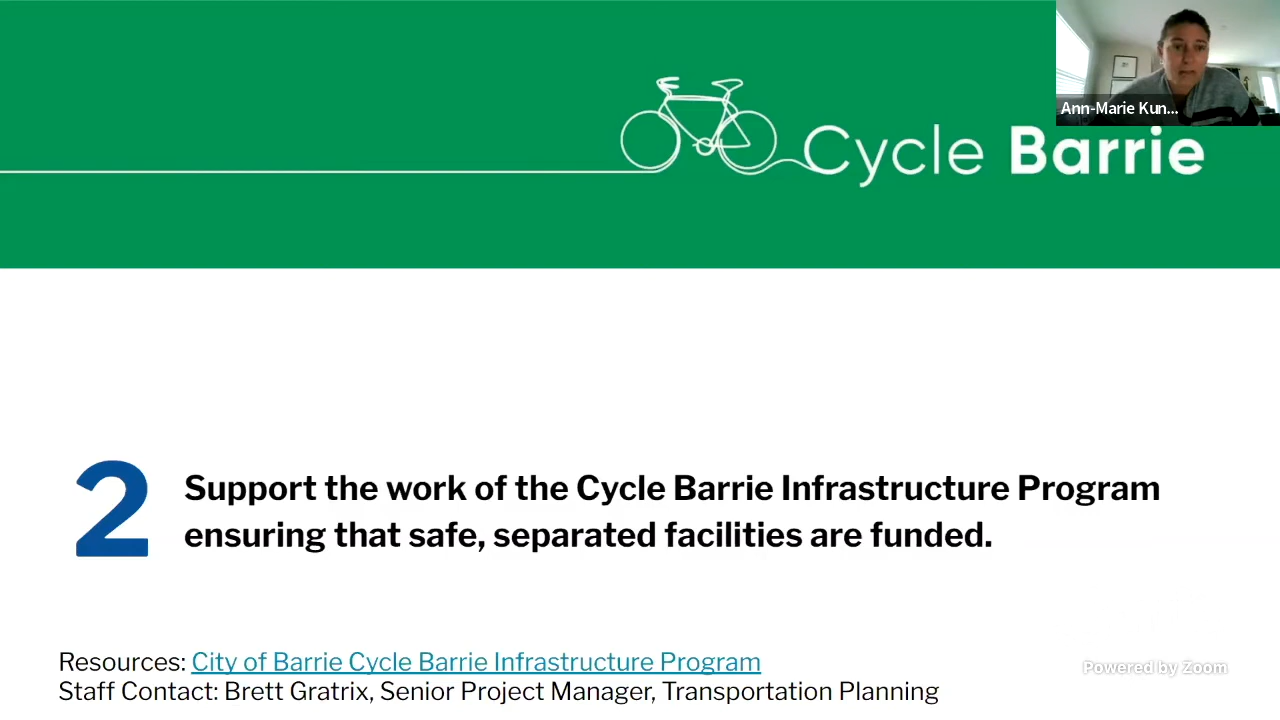 Ann-Marie Kun...
Cycle Barrie
2
Support the work of the Cycle Barrie Infrastructure Program
ensuring that safe, separated facilities are funded.
Resources: City of Barrie Cycle Barrie Infrastructure Program
Staff Contact: Brett Gratrix, Senior Project Manager, Transportation Planning
Powered by Zoom